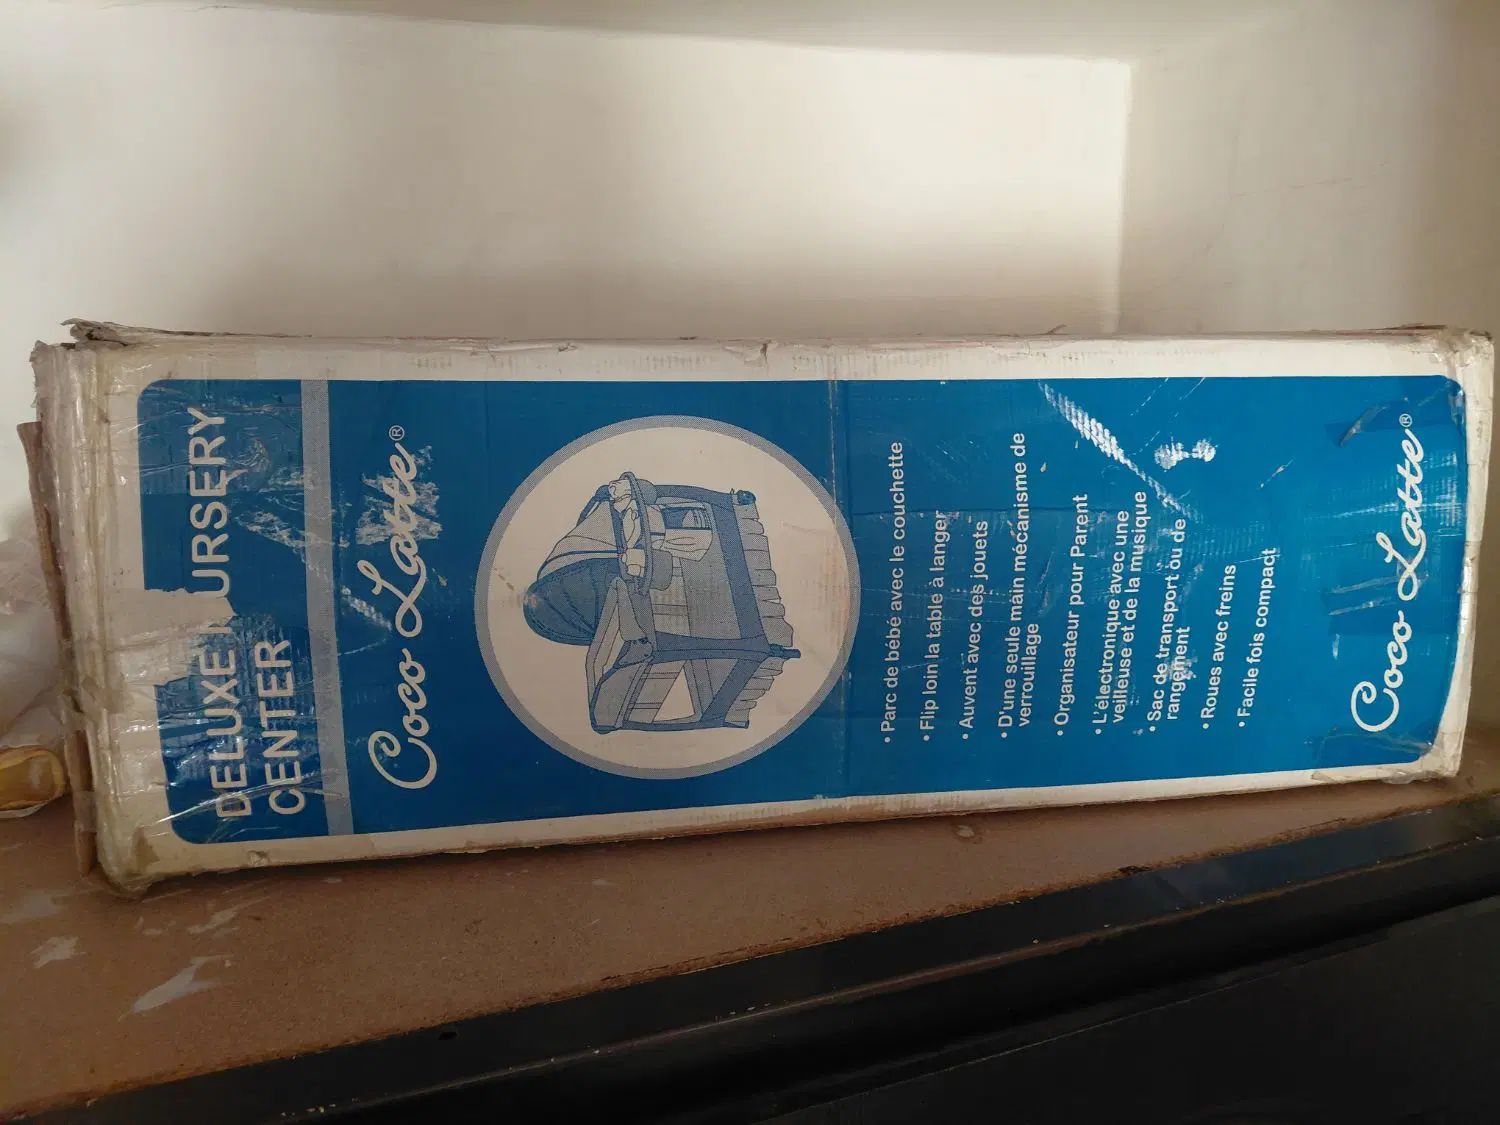 DELUXE NURSERY
CENTER
Coco Latte®
• Parc de bébé avec le couchette
• Flip loin la table à langer
• Auvent avec des jouets
• D'une seule main mécanisme de
verrouillage
• Organisateur pour Parent
• L'électronique avec une
vailleuse et de la musique
• Sac de transport ou de
rangement
• Roues avec freins
• Facile fois compact
Coco Latte®